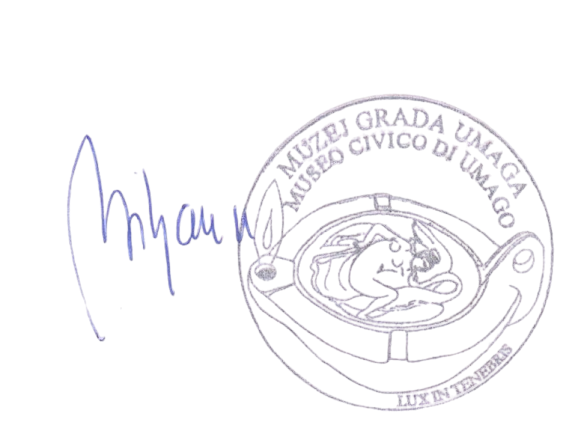 MUZEJ GRADA UMAGA
MUSEO CIVICO DI UMAGO
LUX IN TENEBRIS